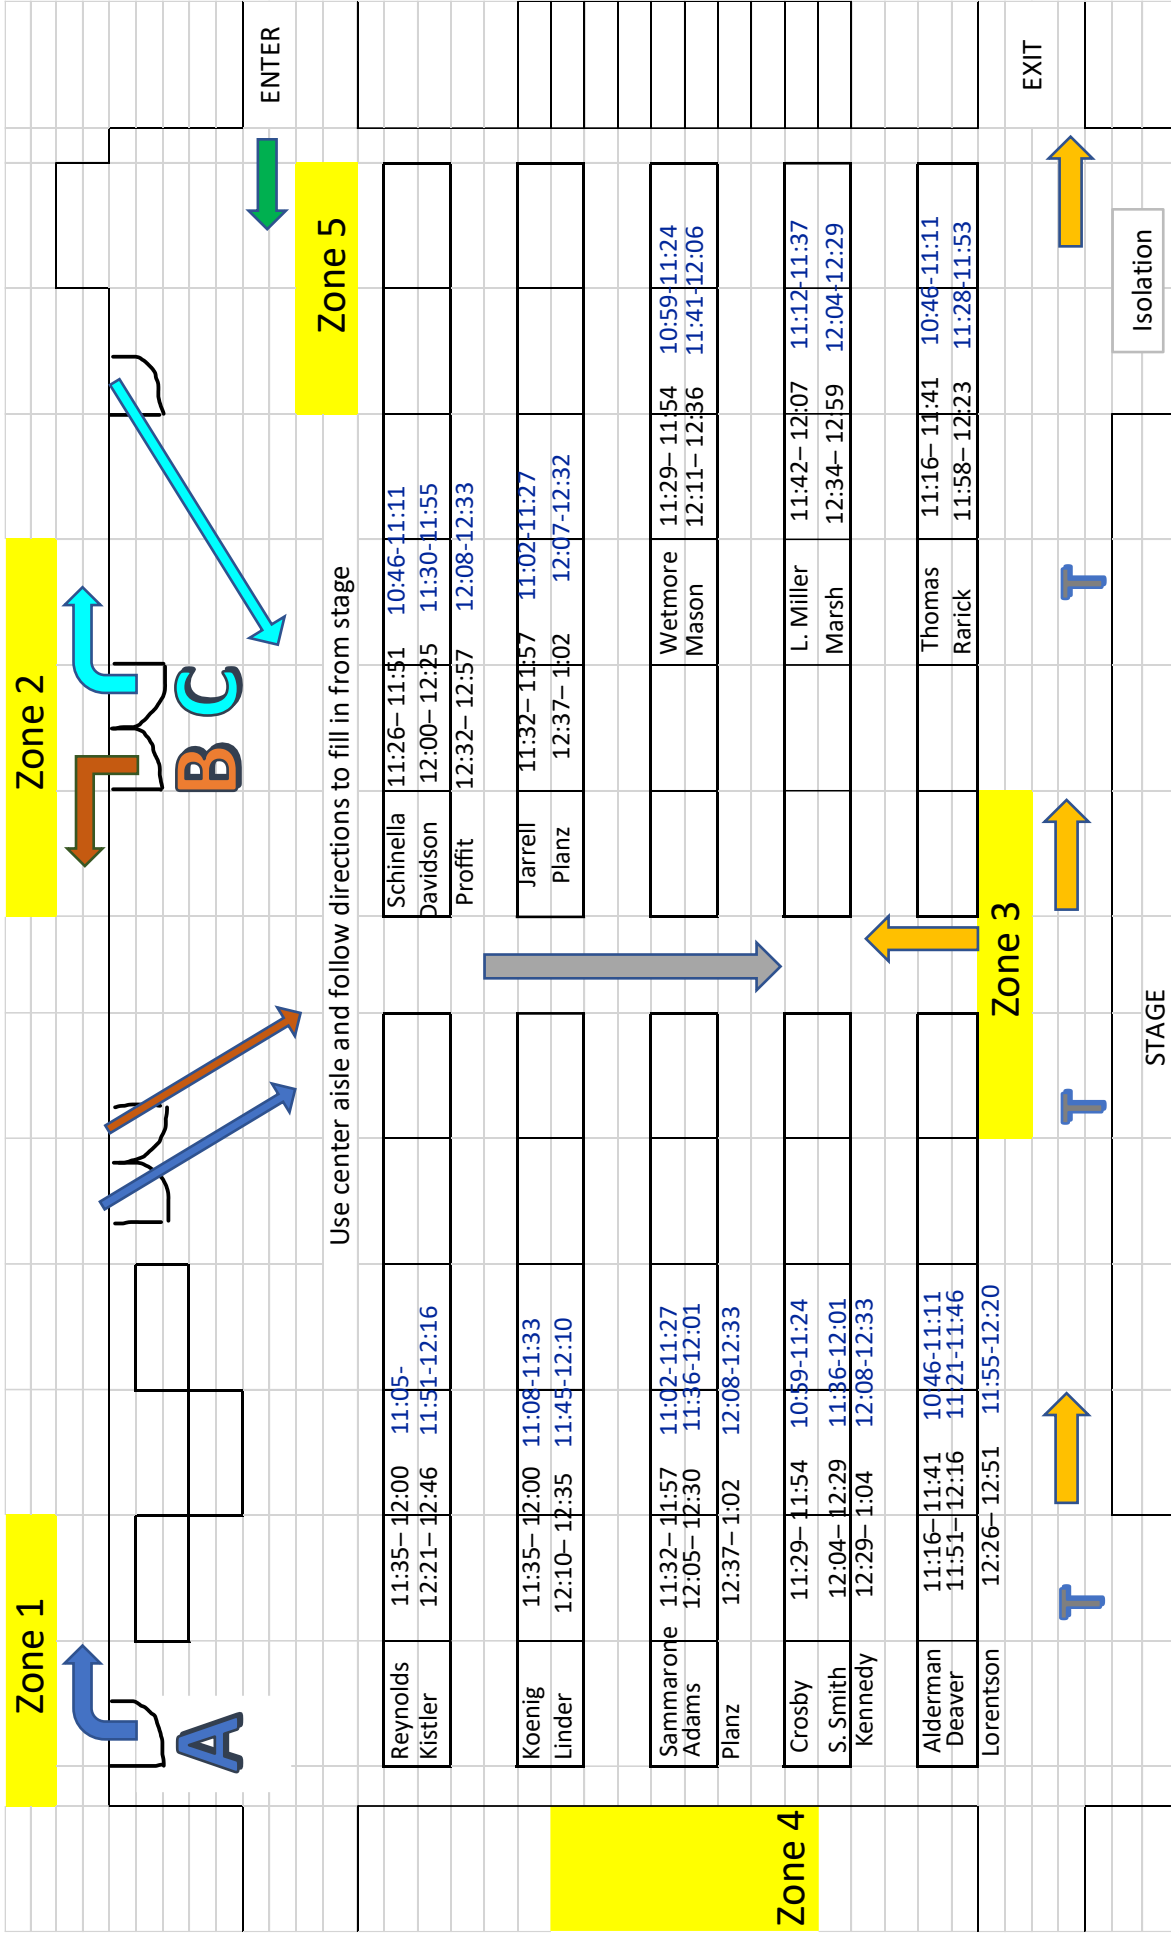 Zone 1
Zone 2
A
B C
ENTER
Zone 5
Use center aisle and follow directions to fill in from stage
Reynolds 11:35– 12:00 11:05-
Kistler 12:21– 12:46 11:51-12:16
Schinella 11:26– 11:51 10:46-11:11
Davidson 12:00– 12:25 11:30-11:55
Proffit 12:32– 12:57 12:08-12:33
Koenig 11:35– 12:00 11:08-11:33
Linder 12:10– 12:35 11:45-12:10
Jarrell 11:32– 11:57 11:02-11:27
Planz 12:37– 1:02 12:07-12:32
Sammarone 11:32– 11:57 11:02-11:27
Adams 12:05– 12:30 11:36-12:01
Planz 12:37– 1:02 12:08-12:33
Wetmore 11:29– 11:54 10:59-11:24
Mason 12:11– 12:36 11:41-12:06
Zone 4
Crosby 11:29– 11:54 10:59-11:24
S. Smith 12:04– 12:29 11:36-12:01
Kennedy 12:29– 1:04 12:08-12:33
L. Miller 11:42– 12:07 11:12-11:37
Marsh 12:34– 12:59 12:04-12:29
Alderman 11:16– 11:41 10:46-11:11
Deaver 11:51– 12:16 11:21-11:46
Lorentson 12:26– 12:51 11:55-12:20
Thomas 11:16– 11:41 10:46-11:11
Rarick 11:58– 12:23 11:28-11:53
Zone 3
EXIT
T
T
T
Isolation
STAGE